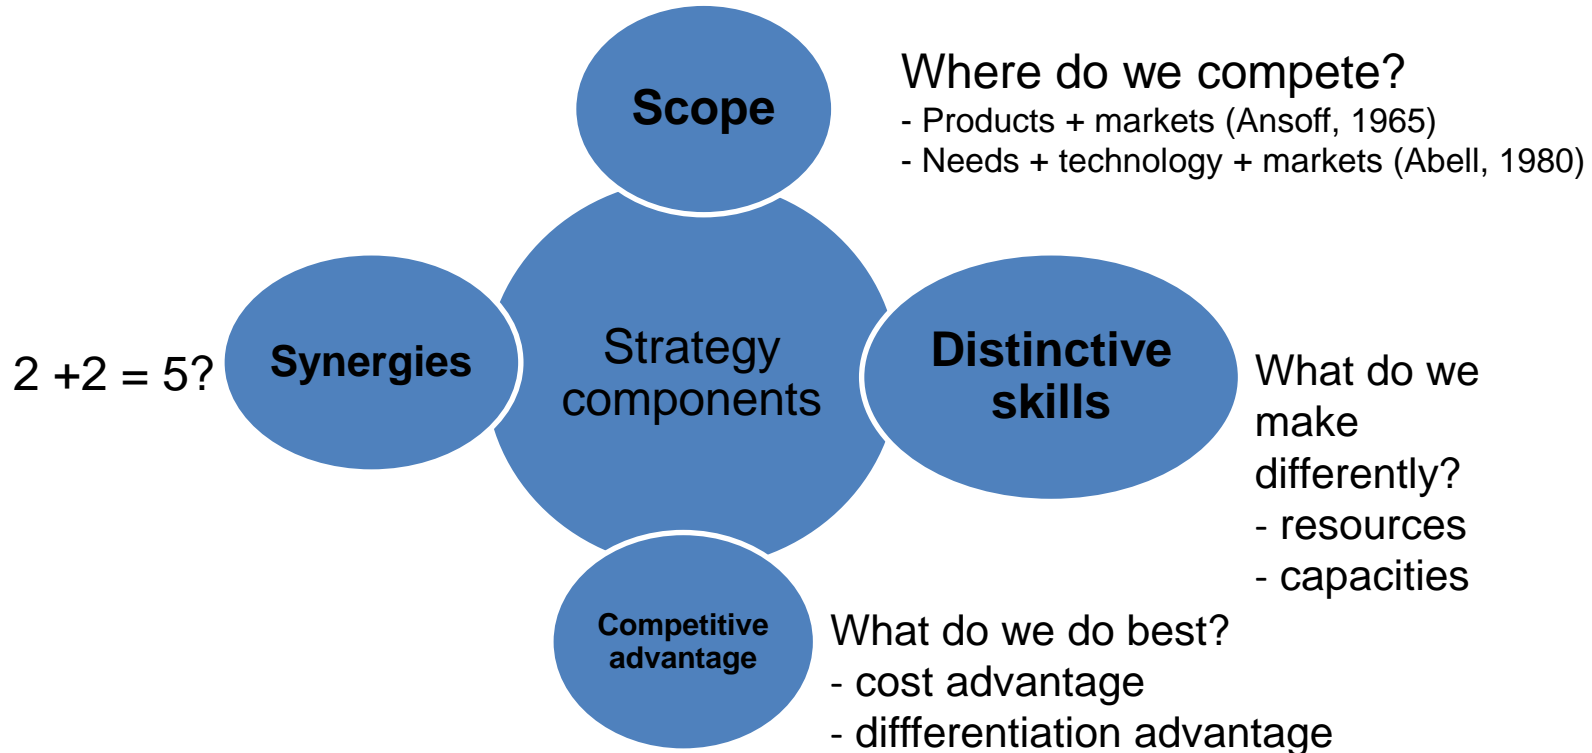 Scope
Where do we compete?
- Products + markets (Ansoff, 1965)
- Needs + technology + markets (Abell, 1980)
2 +2 = 5?
Synergies
Strategy
components
Distinctive
skills
What do we
make
differently?
- resources
- capacities
Competitive
advantage
What do we do best?
- cost advantage
- diffferentiation advantage